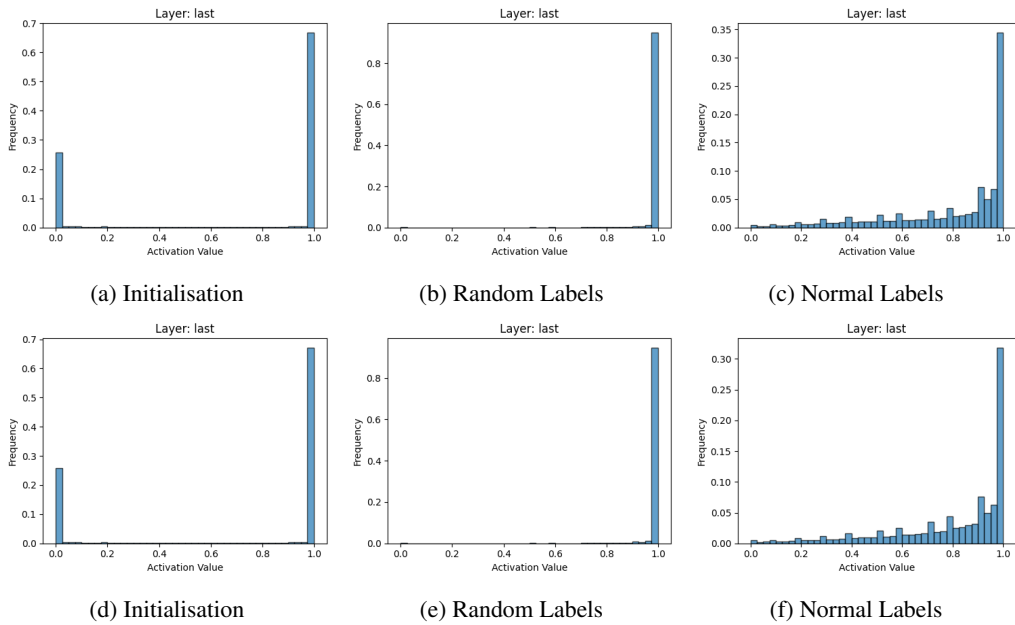 Layer: last
Frequency
0.7
0.6
0.5
0.4
0.3
0.2
0.1
0.0
0.0 0.2 0.4 0.6 0.8 1.0
Activation Value
(a) Initialisation
Layer: last
Frequency
0.8
0.6
0.4
0.2
0.0
0.0 0.2 0.4 0.6 0.8 1.0
Activation Value
(b) Random Labels
Layer: last
Frequency
0.35
0.30
0.25
0.20
0.15
0.10
0.05
0.00
0.0 0.2 0.4 0.6 0.8 1.0
Activation Value
(c) Normal Labels
Layer: last
Frequency
0.7
0.6
0.5
0.4
0.3
0.2
0.1
0.0
0.0 0.2 0.4 0.6 0.8 1.0
Activation Value
(d) Initialisation
Layer: last
Frequency
0.8
0.6
0.4
0.2
0.0
0.0 0.2 0.4 0.6 0.8 1.0
Activation Value
(e) Random Labels
Layer: last
Frequency
0.30
0.25
0.20
0.15
0.10
0.05
0.00
0.0 0.2 0.4 0.6 0.8 1.0
Activation Value
(f) Normal Labels